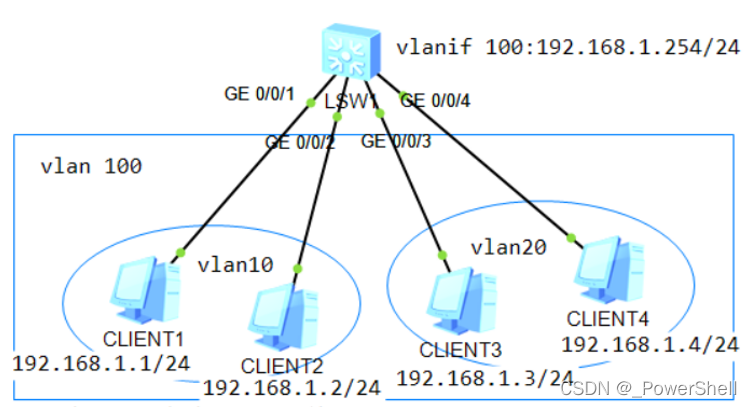 vlanif 100:192.168.1.254/24
GE 0/0/1
LSW1
GE 0/0/4
GE 0/0/2
GE 0/0/3
vlan 100
vlan10
vlan20
CLIENT1
192.168.1.1/24
CLIENT2
192.168.1.2/24
CLIENT3
192.168.1.3/24
CLIENT4
192.168.1.4/24
CSDN @_PowerShell